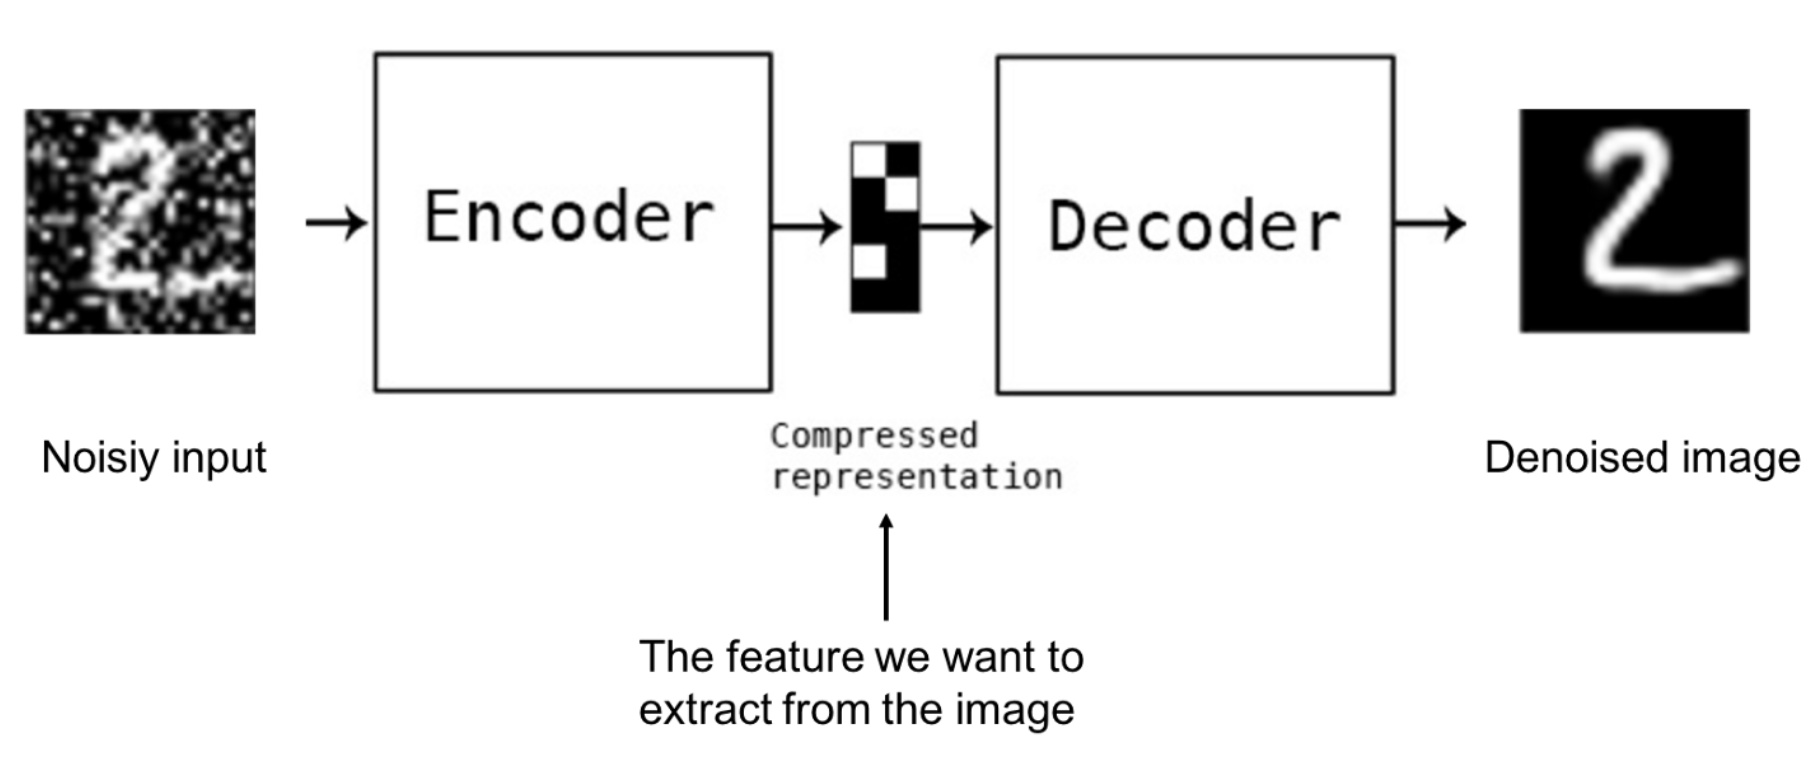 Encoder
Decoder
Noisiy input
Compressed
representation
Denoised image
The feature we want to
extract from the image